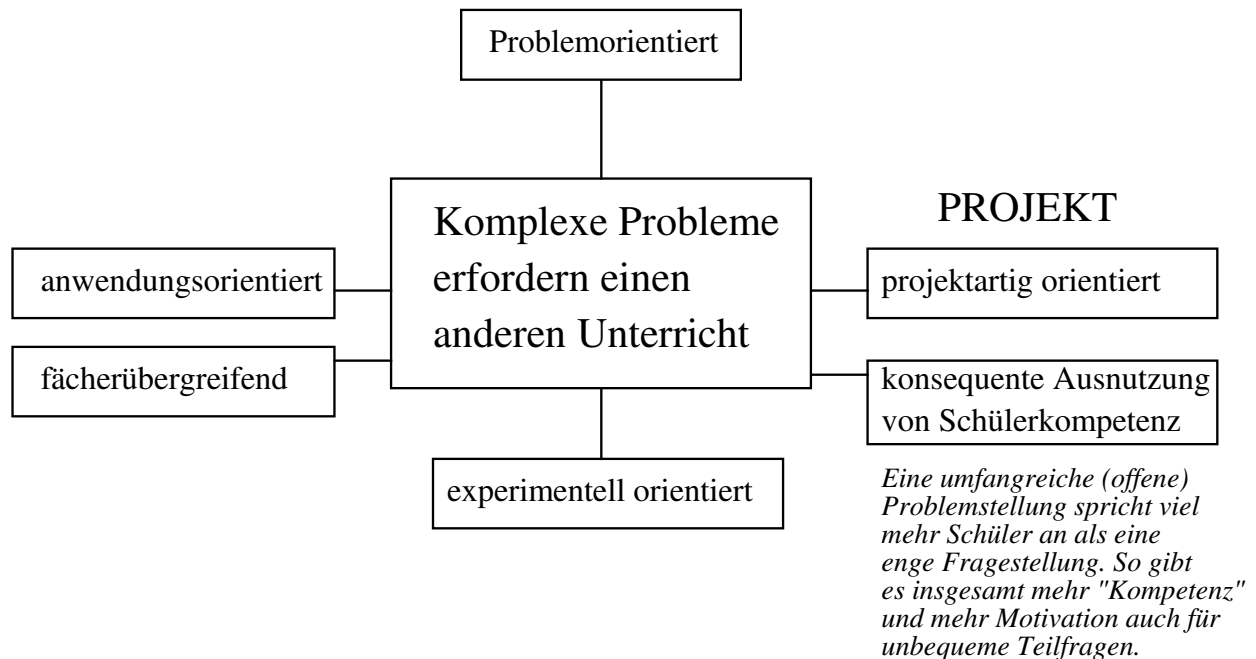 Problemorientiert
Komplexe Probleme
erfordern einen
anderen Unterricht
PROJEKT
anwendungsorientiert
projektartig orientiert
fächerübergreifend
konsequente Ausnutzung
von Schülerkompetenz
experimentell orientiert
Eine umfangreiche (offene)
Problemstellung spricht viel
mehr Schüler an als eine
enge Fragestellung. So gibt
es insgesamt mehr "Kompetenz"
und mehr Motivation auch für
unbequeme Teilfragen.